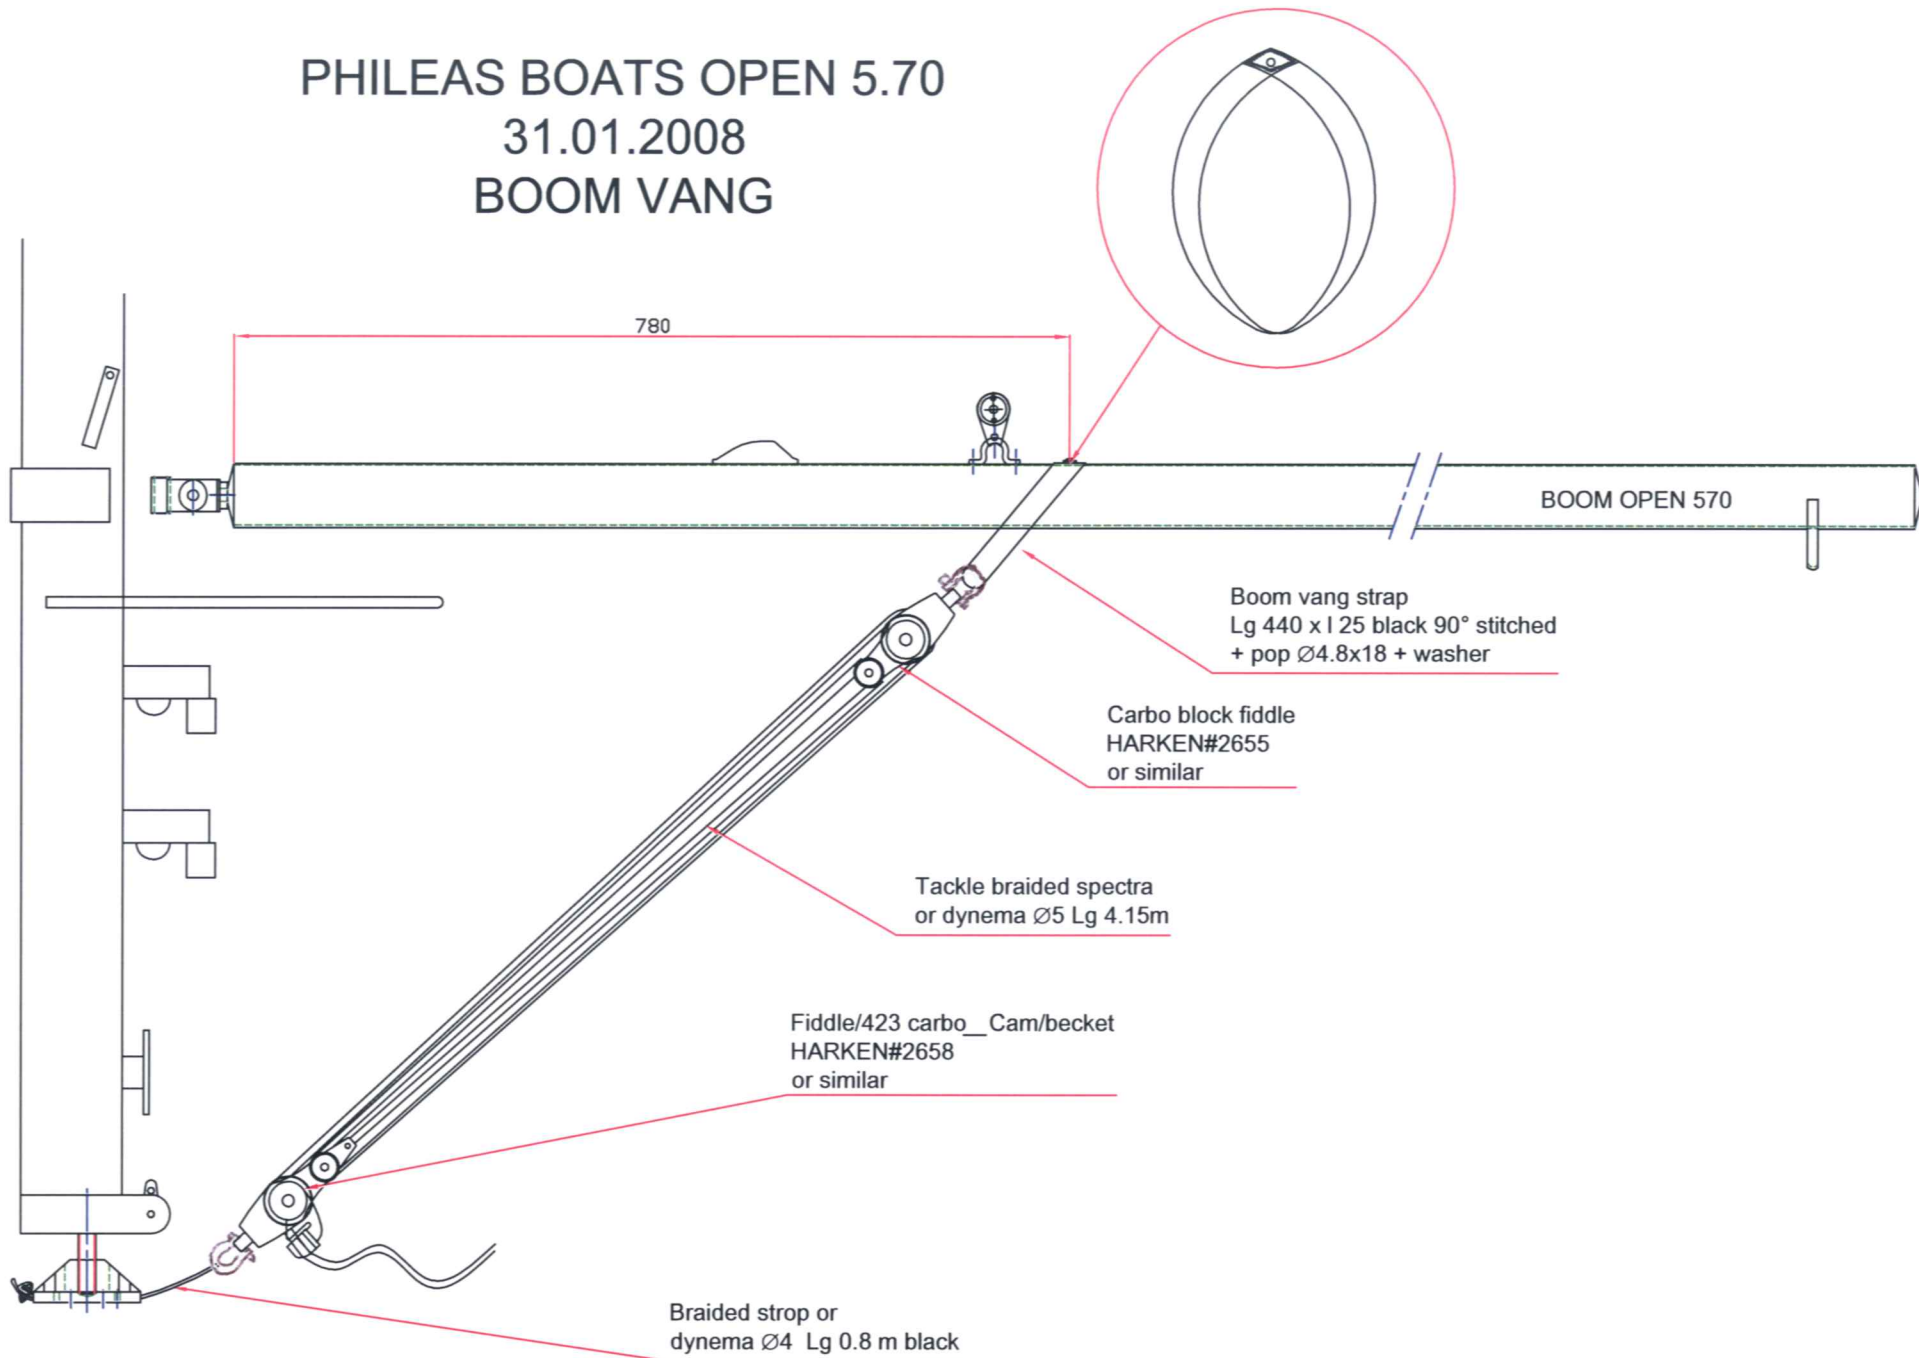 PHILEAS BOATS OPEN 5.70
31.01.2008
BOOM VANG
780
BOOM OPEN 570
Boom vang strap
Lg 440 x l 25 black 90° stitched
+ pop Ø4.8x18 + washer
Carbo block fiddle
HARKEN#2655
or similar
Tackle braided spectra
or dynema Ø5 Lg 4.15m
Fiddle/423 carbo__Cam/becket
HARKEN#2658
or similar
Braided strop or
dynema Ø4 Lg 0.8 m black